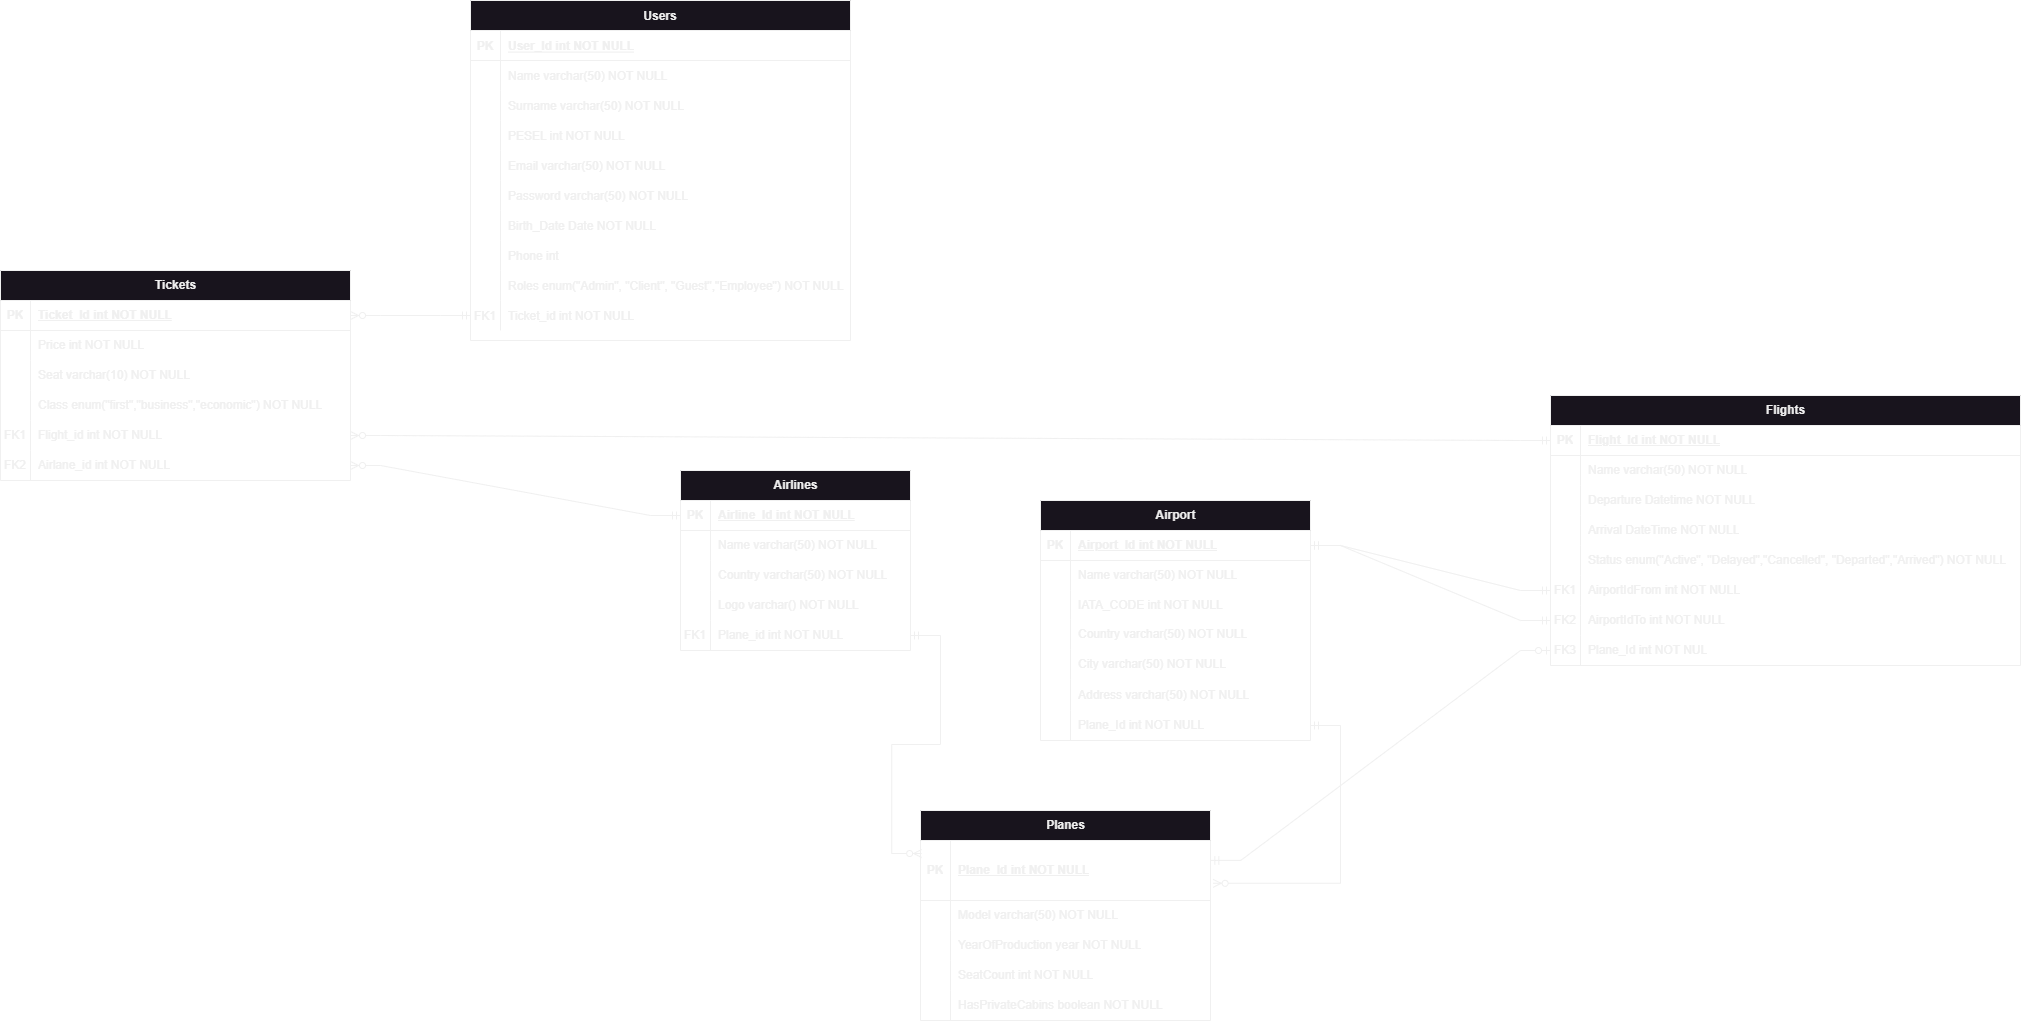 Users
PK User_Id int NOT NULL
Name varchar(50) NOT NULL
Surname varchar(50) NOT NULL
PESEL int NOT NULL
Email varchar(50) NOT NULL
Password varchar(50) NOT NULL
Birth_Date Date NOT NULL
Phone int
Roles enum("Admin", "Client", "Guest","Employee") NOT NULL
FK1 Ticket_id int NOT NULL
Tickets
PK Ticket_Id int NOT NULL
Price int NOT NULL
Seat varchar(10) NOT NULL
Class enum("first","business","economic") NOT NULL
FK1 Flight_id int NOT NULL
FK2 Airlane_id int NOT NULL
Flights
PK Flight_Id int NOT NULL
Name varchar(50) NOT NULL
Departure Datetime NOT NULL
Arrival DateTime NOT NULL
Status enum("Active", "Delayed","Cancelled", "Departed","Arrived") NOT NULL
FK1 AirportIdFrom int NOT NULL
FK2 AirportIdTo int NOT NULL
FK3 Plane_Id int NOT NUL
Airlines
PK Airline_Id int NOT NULL
Name varchar(50) NOT NULL
Country varchar(50) NOT NULL
Logo varchar() NOT NULL
FK1 Plane_id int NOT NULL
Airport
PK Airport_Id int NOT NULL
Name varchar(50) NOT NULL
IATA_CODE int NOT NULL
Country varchar(50) NOT NULL
City varchar(50) NOT NULL
Address varchar(50) NOT NULL
Plane_Id int NOT NULL
Planes
PK Plane_Id int NOT NULL
Model varchar(50) NOT NULL
YearOfProduction year NOT NULL
SeatCount int NOT NULL
HasPrivateCabins boolean NOT NULL